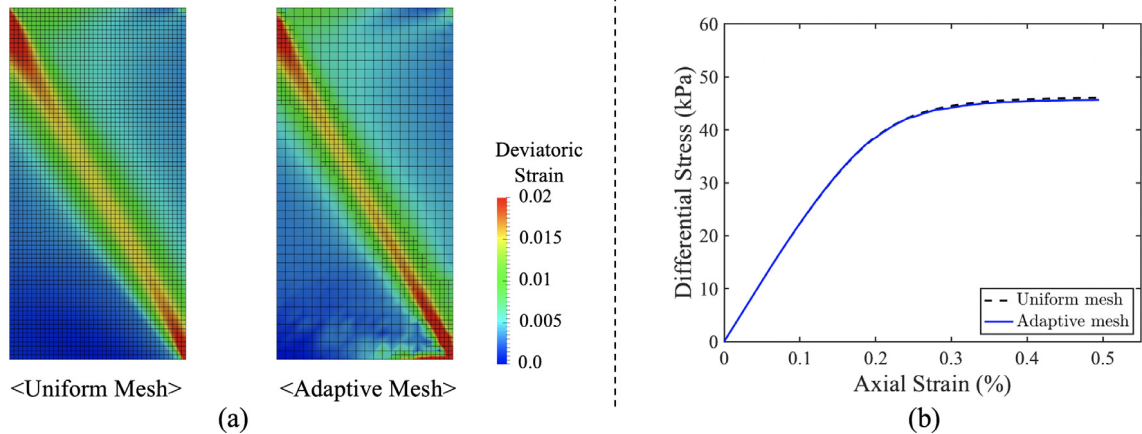 Deviatoric
Strain
0.02
0.015
0.01
0.005
0.0
<Uniform Mesh>
<Adaptive Mesh>
(a)
Differential Stress (kPa)
60
50
40
30
20
10
0
0
0.1
0.2
0.3
0.4
0.5
Axial Strain (%)
Uniform mesh
Adaptive mesh
(b)